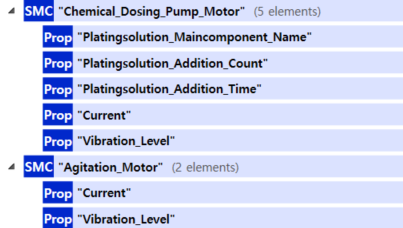 SMC "Chemical_Dosing_Pump_Motor" (5 elements)
Prop "Platingsolution_Maincomponent_Name"
Prop "Platingsolution_Addition_Count"
Prop "Platingsolution_Addition_Time"
Prop "Current"
Prop "Vibration_Level"
SMC "Agitation_Motor" (2 elements)
Prop "Current"
Prop "Vibration_Level"